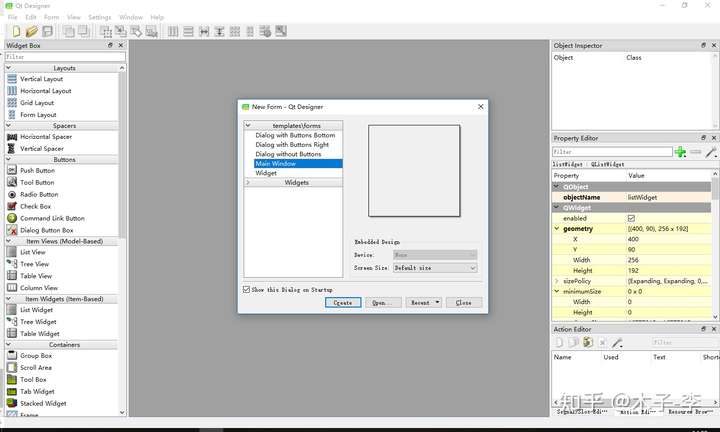 Qt Designer
File Edit Form View Settings Window Help
Widget Box
Filter
Layouts
Vertical Layout
Horizontal Layout
Grid Layout
Form Layout
Spacers
Horizontal Spacer
Vertical Spacer
Buttons
Push Button
Tool Button
Radio Button
Check Box
Command Link Button
Dialog Button Box
Item Views (Model-Based)
List View
Tree View
Table View
Column View
Item Widgets (Item-Based)
List Widget
Tree Widget
Table Widget
Containers
Group Box
Scroll Area
Tool Box
Tab Widget
Stacked Widget
Frame
New Form - Qt Designer
templates\forms
Dialog with Buttons Bottom
Dialog with Buttons Right
Dialog without Buttons
Main Window
Widget
Widgets
Embedded Design
Device: None
Screen Size: Default size
Show this Dialog on Startup
Create Open... Recent Close
Object Inspector
Object Class
Property Editor
Filter
listWidget : QListWidget
Property Value
QObject
objectName listWidget
QWidget
enabled
geometry [(400, 90), 256 x 192]
X 400
Y 90
Width 256
Height 192
sizePolicy [Expanding, Expanding, 0,...
minimumSize 0 x 0
Width 0
Height 0
Action Editor
Filter
Name Used Text Shorte
Signal/Slot Edi... Action Edi... Resource Brow...
知乎 @木子-李